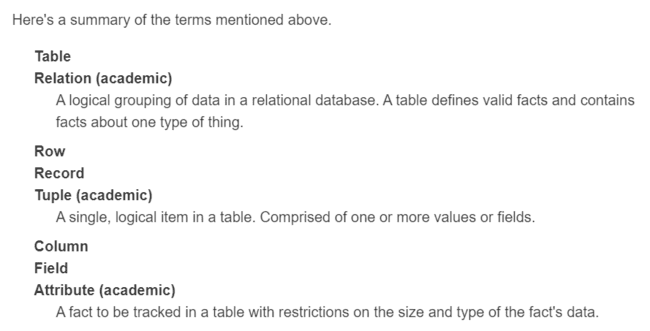 Here's a summary of the terms mentioned above.
Table
Relation (academic)
A logical grouping of data in a relational database. A table defines valid facts and contains
facts about one type of thing.
Row
Record
Tuple (academic)
A single, logical item in a table. Comprised of one or more values or fields.
Column
Field
Attribute (academic)
A fact to be tracked in a table with restrictions on the size and type of the fact's data.